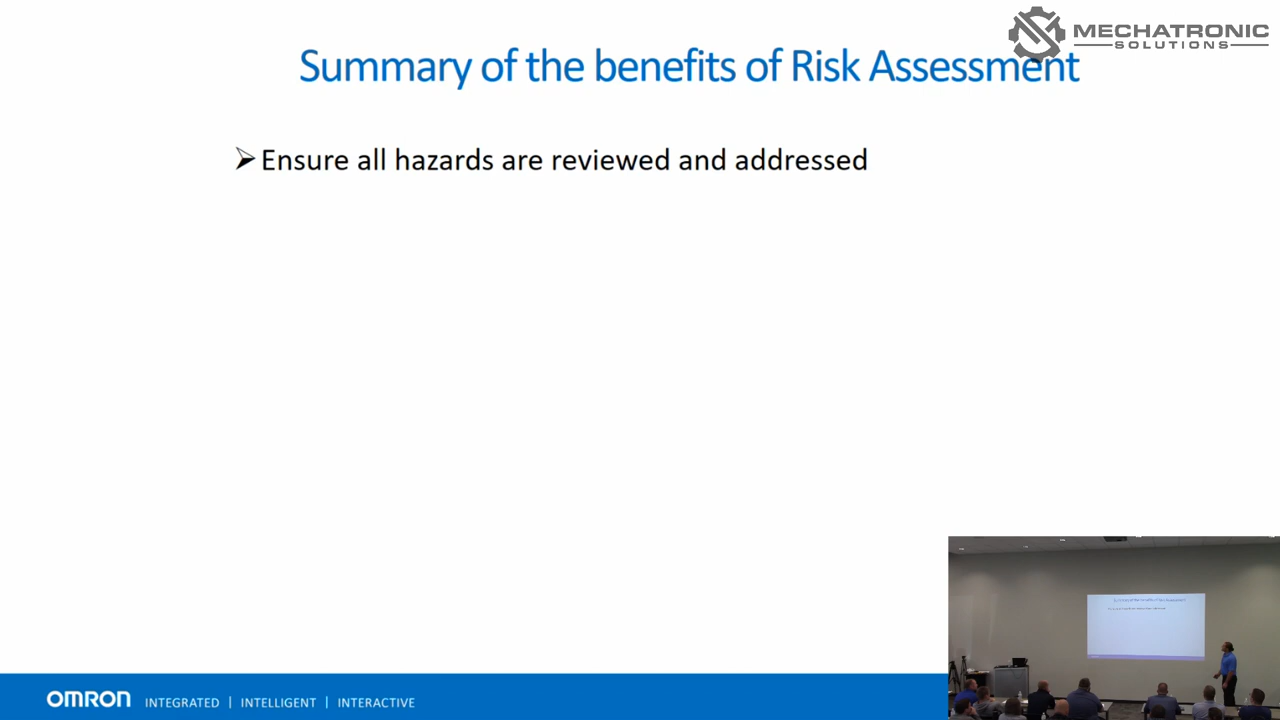 MECHATRONIC
SOLUTIONS
Summary of the benefits of Risk Assessment
➢ Ensure all hazards are reviewed and addressed
OMRON INTEGRATED | INTELLIGENT | INTERACTIVE